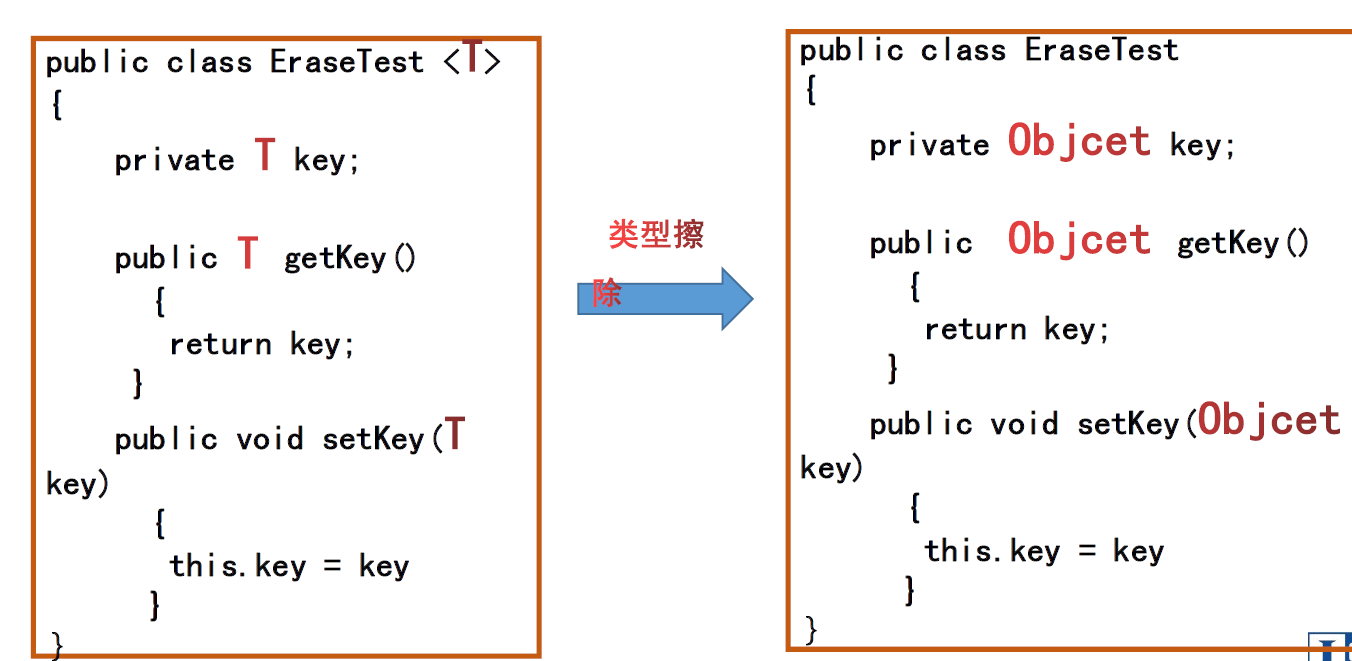 public class EraseTest <T>
{
private T key;
public T getKey()
{
return key;
}
public void setKey(T
key)
{
this.key = key
}
}
类型擦
除
public class EraseTest
{
private Objcet key;
public Objcet getKey()
{
return key;
}
public void setKey(Objcet
key)
{
this.key = key
}
}